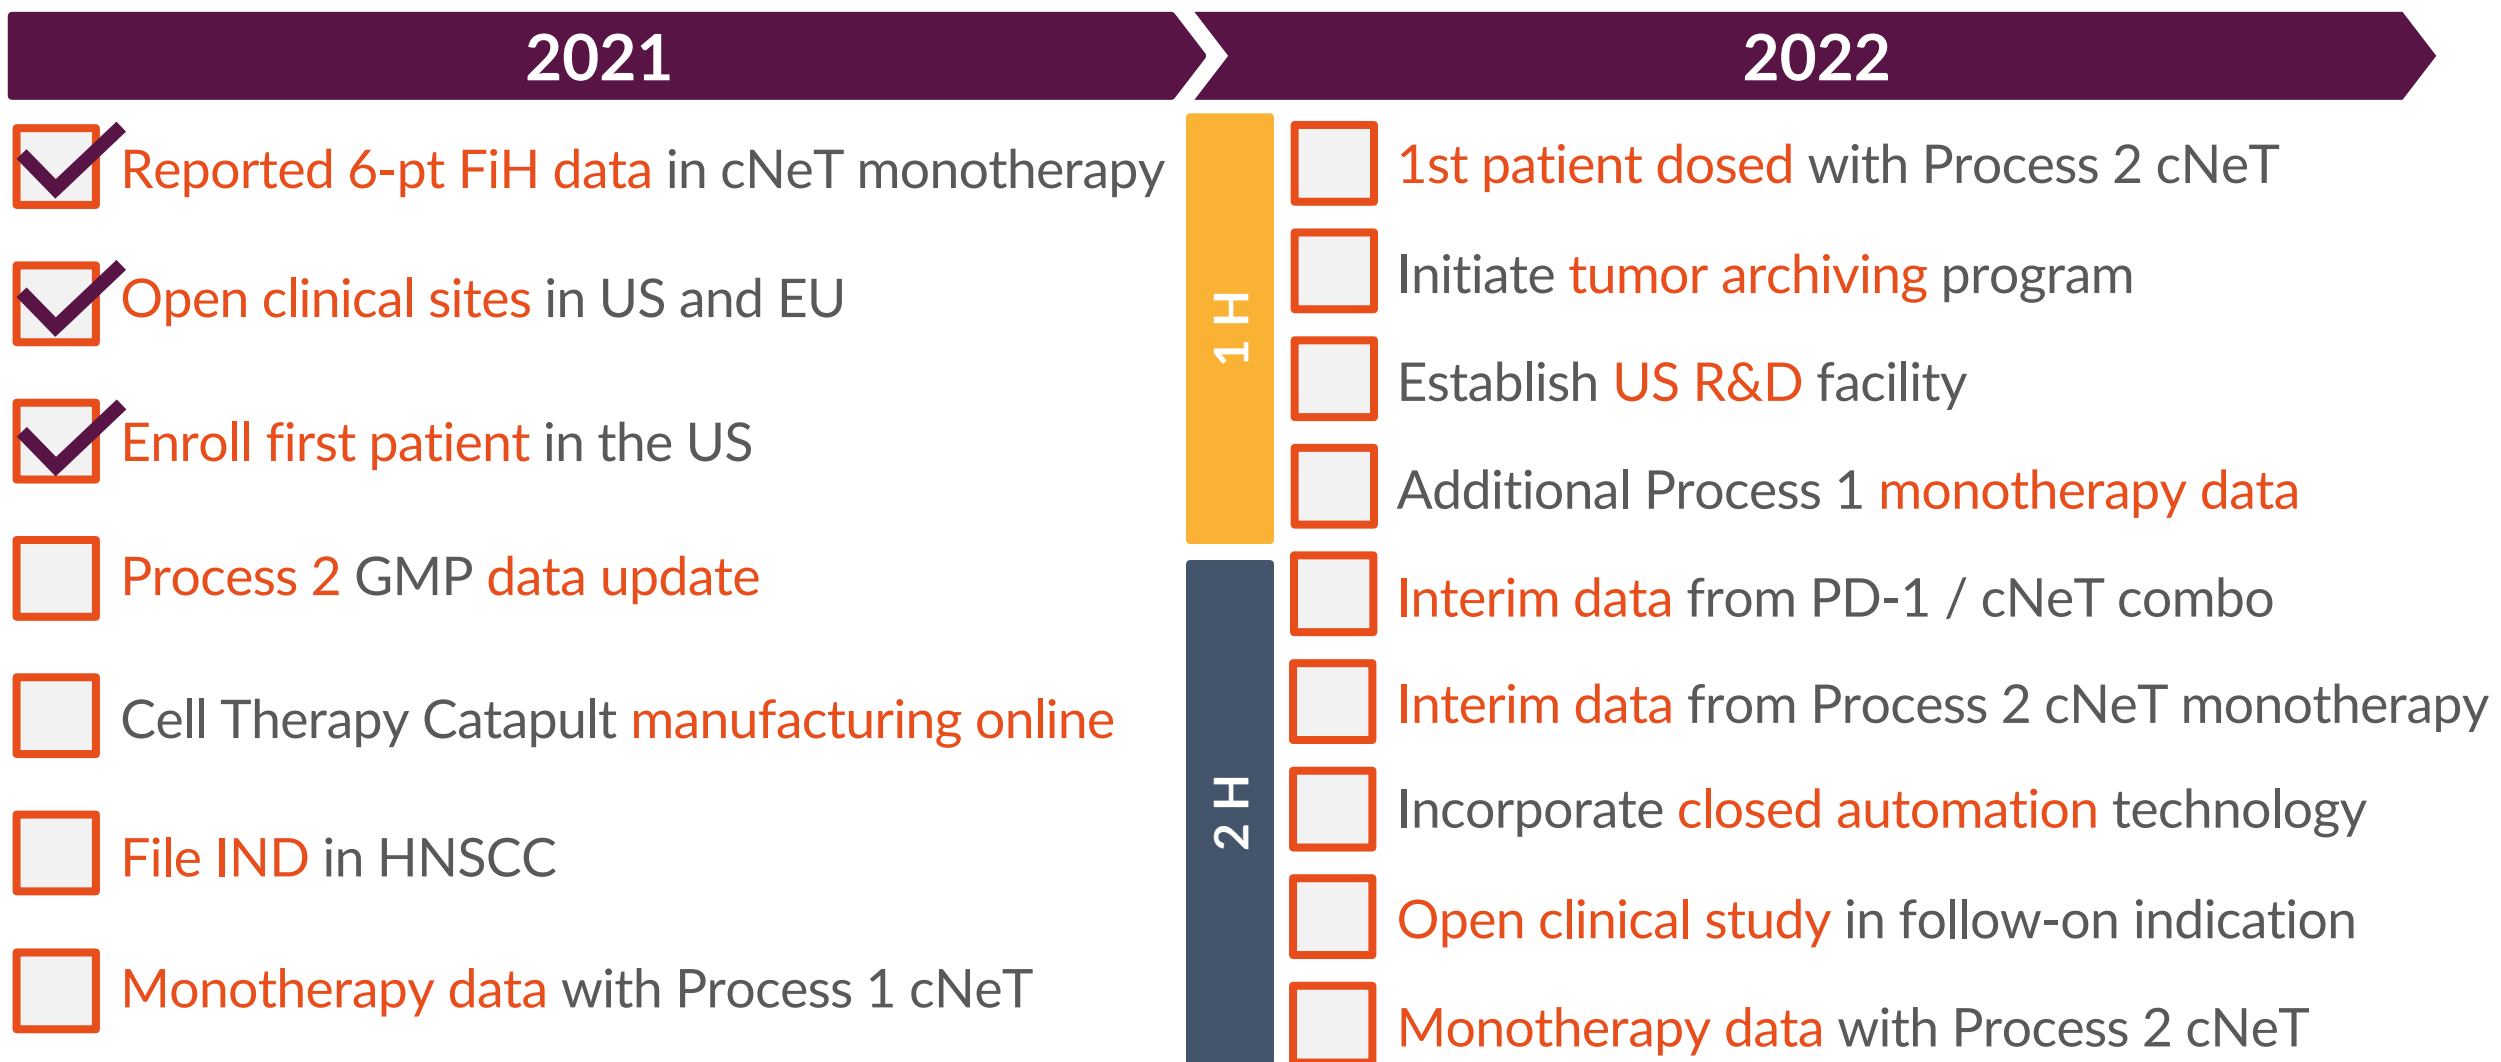 2021
2022
Reported 6-pt FiH data in cNeT monotherapy
Open clinical sites in US and EU
Enroll first patient in the US
Process 2 GMP data update
Cell Therapy Catapult manufacturing online
File IND in HNSCC
Monotherapy data with Process 1 cNeT
1 H
2 H
1st patient dosed with Process 2 cNeT
Initiate tumor archiving program
Establish US R&D facility
Additional Process 1 monotherapy data
Interim data from PD-1 / cNeT combo
Interim data from Process 2 cNeT monotherapy
Incorporate closed automation technology
Open clinical study in follow-on indication
Monotherapy data with Process 2 cNeT